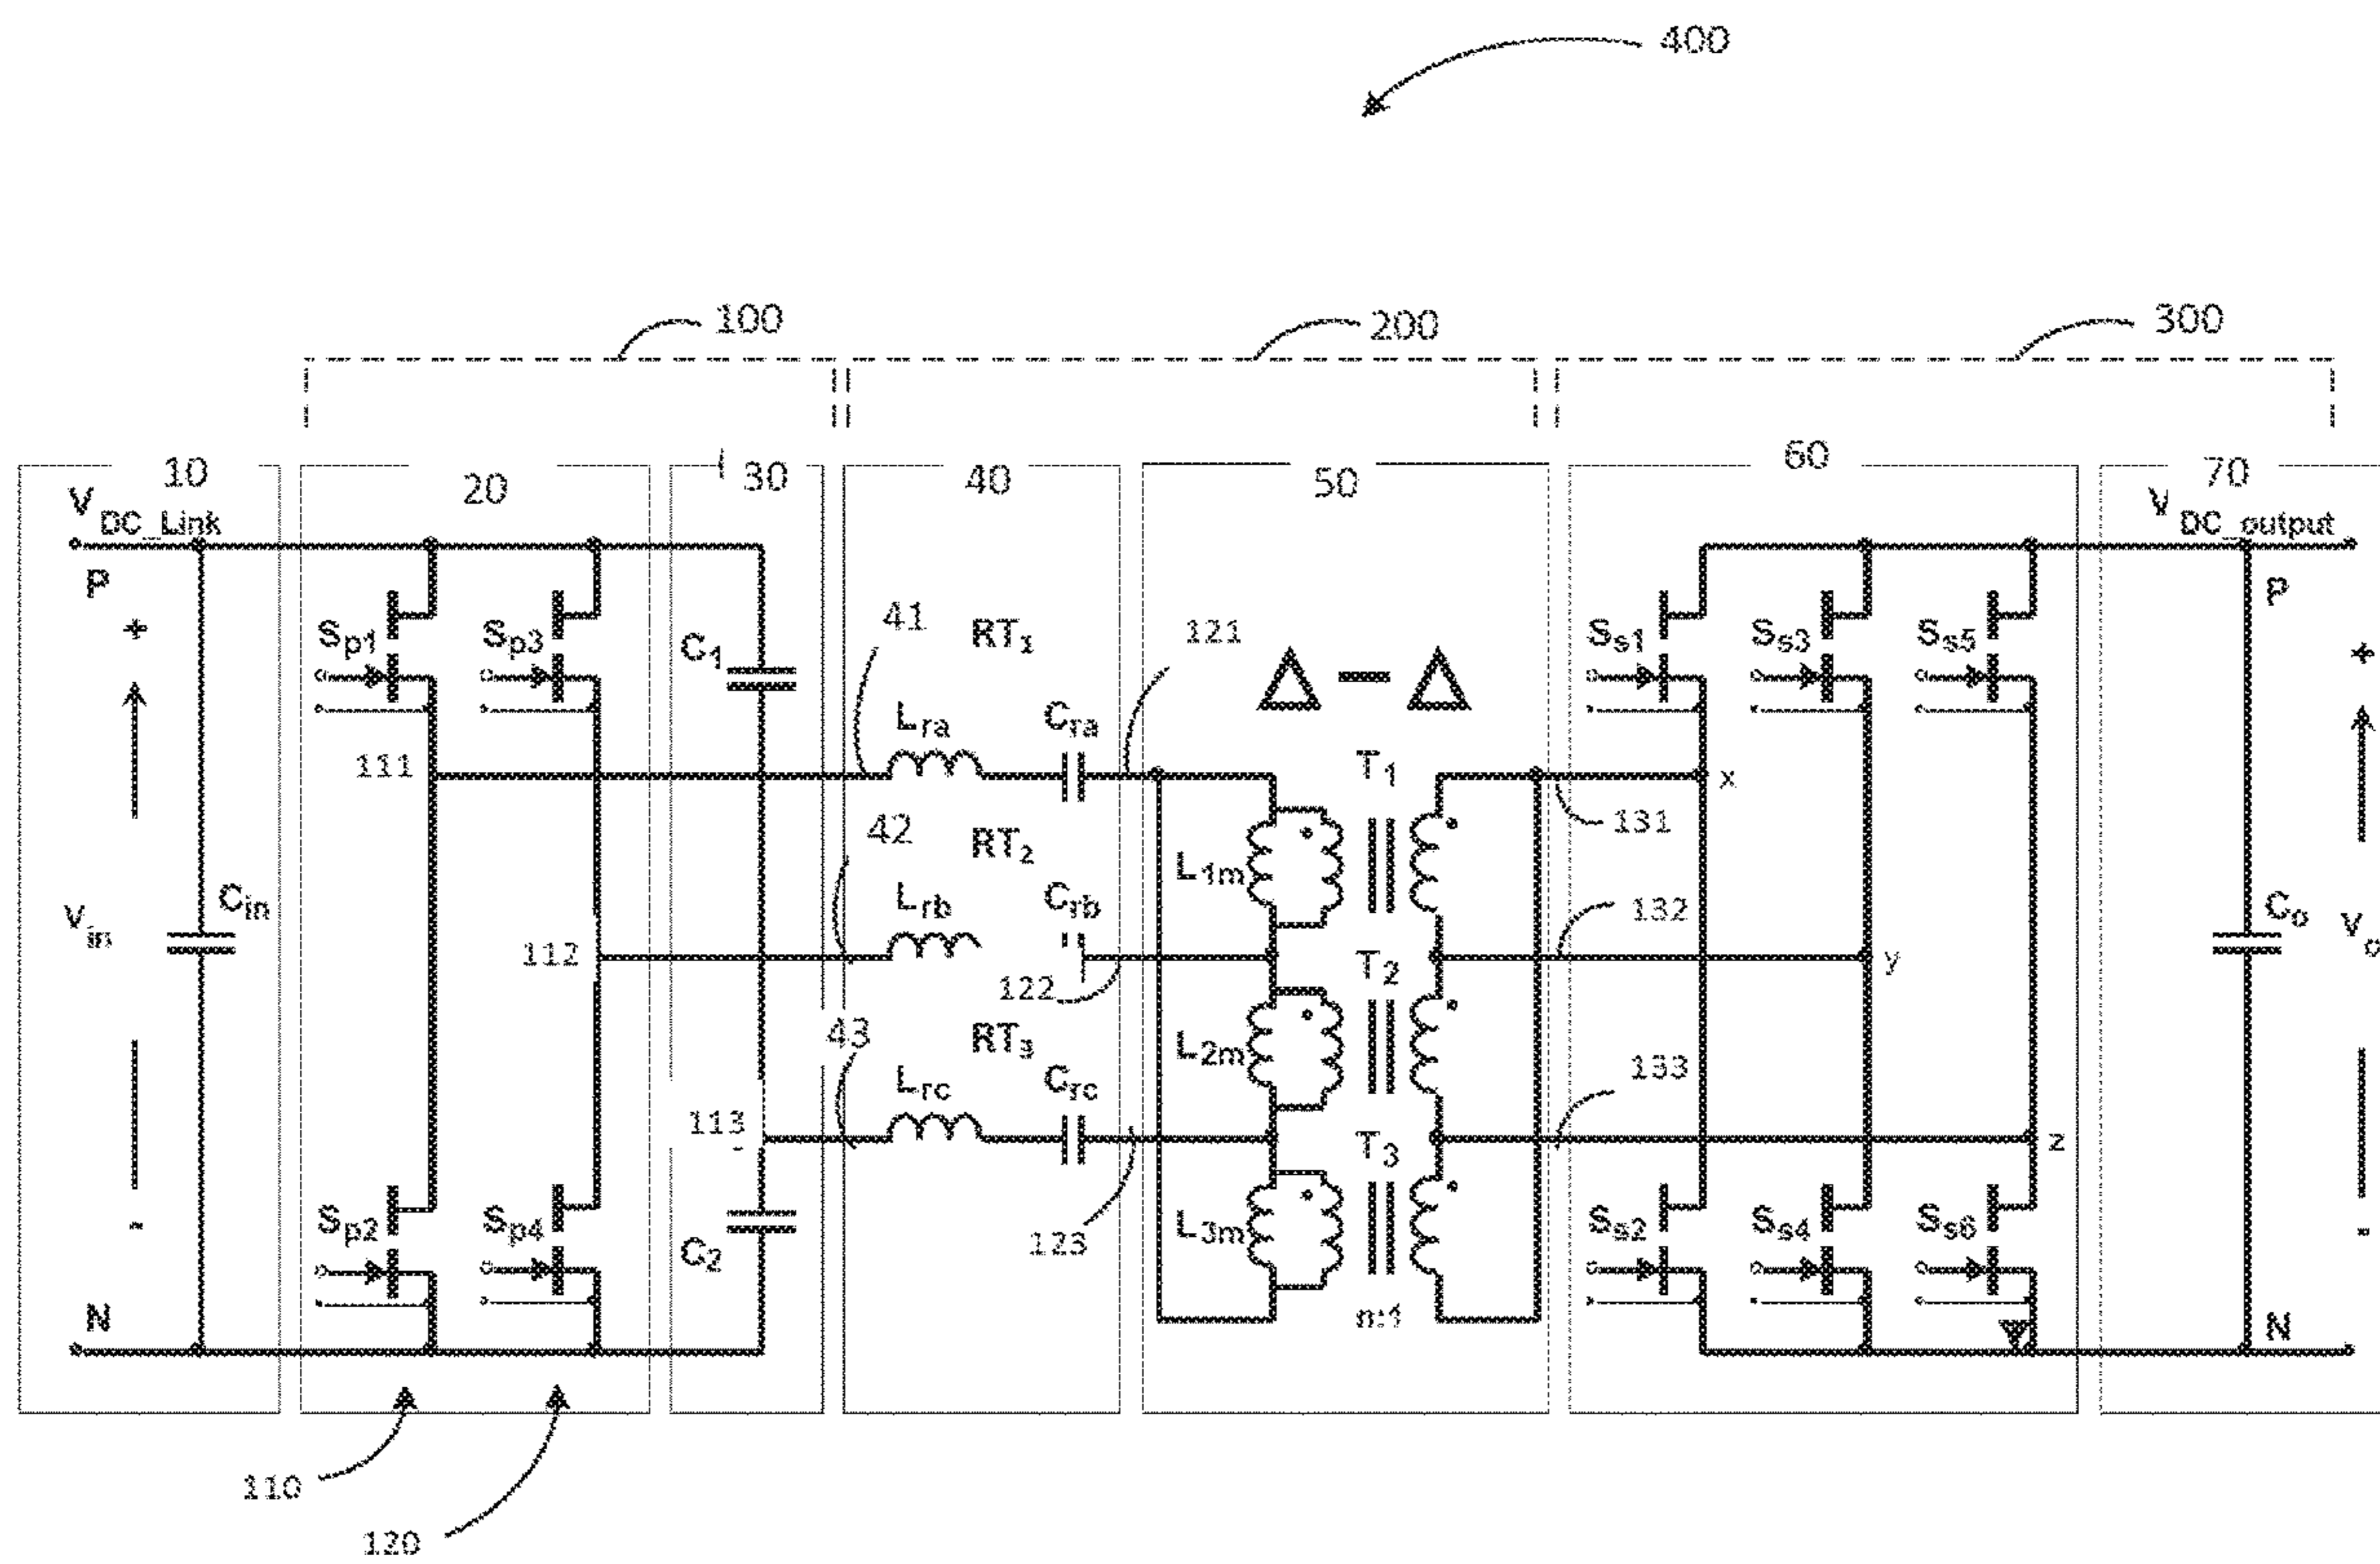 400
100
200
300
10
20
30
40
50
60
70
V DC_Link
V DC_output
P
P
+
+
Sp1
Sp3
C1
41
RT1
121
Ss1
Ss3
Ss5
Lra
Cra
T1
111
x
131
42
RT2
L1m
Cin
Vin
Lrb
Crb
132
Co
Vo
112
T2
y
122
43
RT3
L2m
133
Lrc
Crc
113
T3
z
Sp2
Sp4
C2
123
L3m
Ss2
Ss4
Ss6
-
-
n:1
N
N
110
120